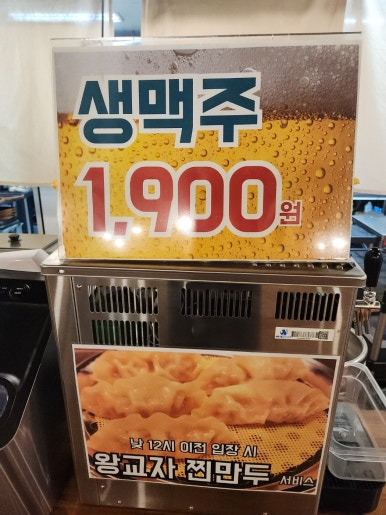 생맥주
1,900원
낮 12시 이전 입장 시
왕교자 찐만두 서비스